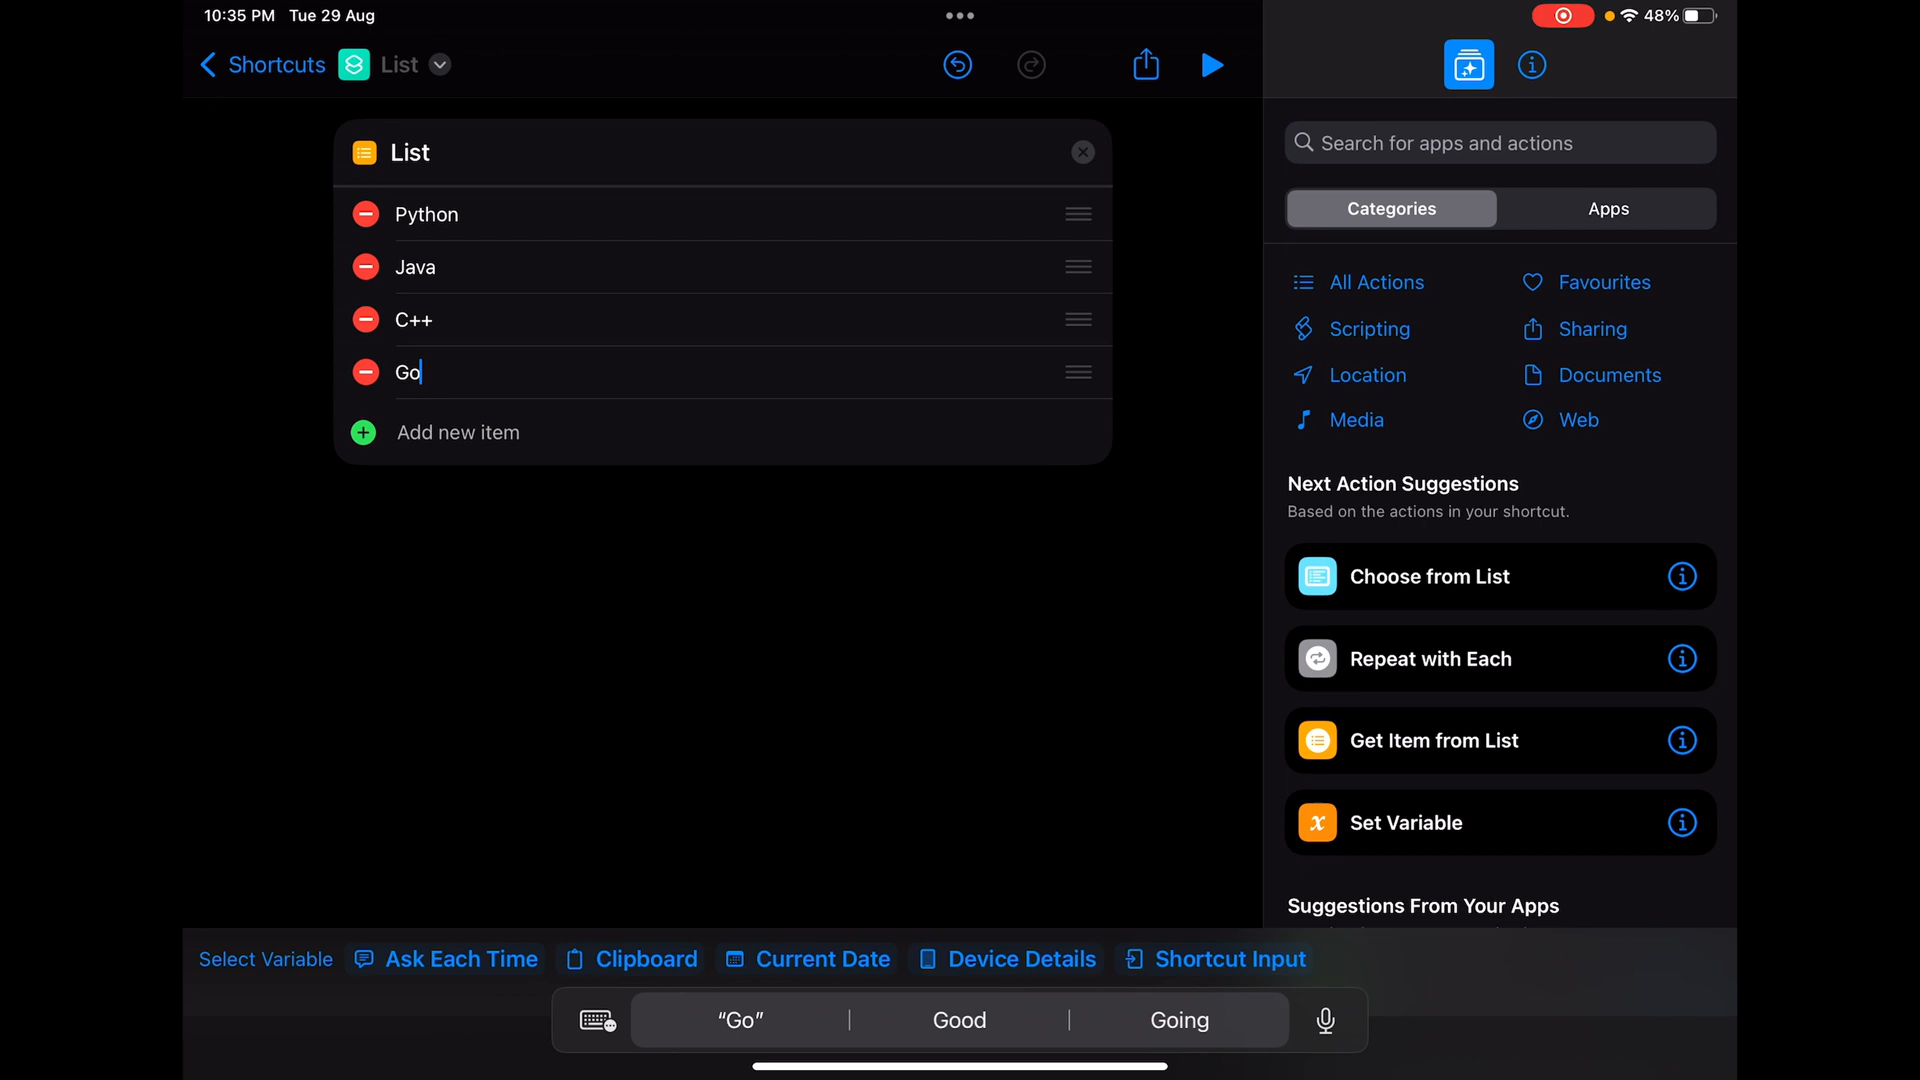 10:35 PM Tue 29 Aug
48%
Shortcuts List
List
Python
Java
C++
Go
Add new item
Search for apps and actions
Categories Apps
All Actions Favourites
Scripting Sharing
Location Documents
Media Web
Next Action Suggestions
Based on the actions in your shortcut.
Choose from List
Repeat with Each
Get Item from List
x Set Variable
Suggestions From Your Apps
Select Variable Ask Each Time Clipboard Current Date Device Details Shortcut Input
“Go” Good Going